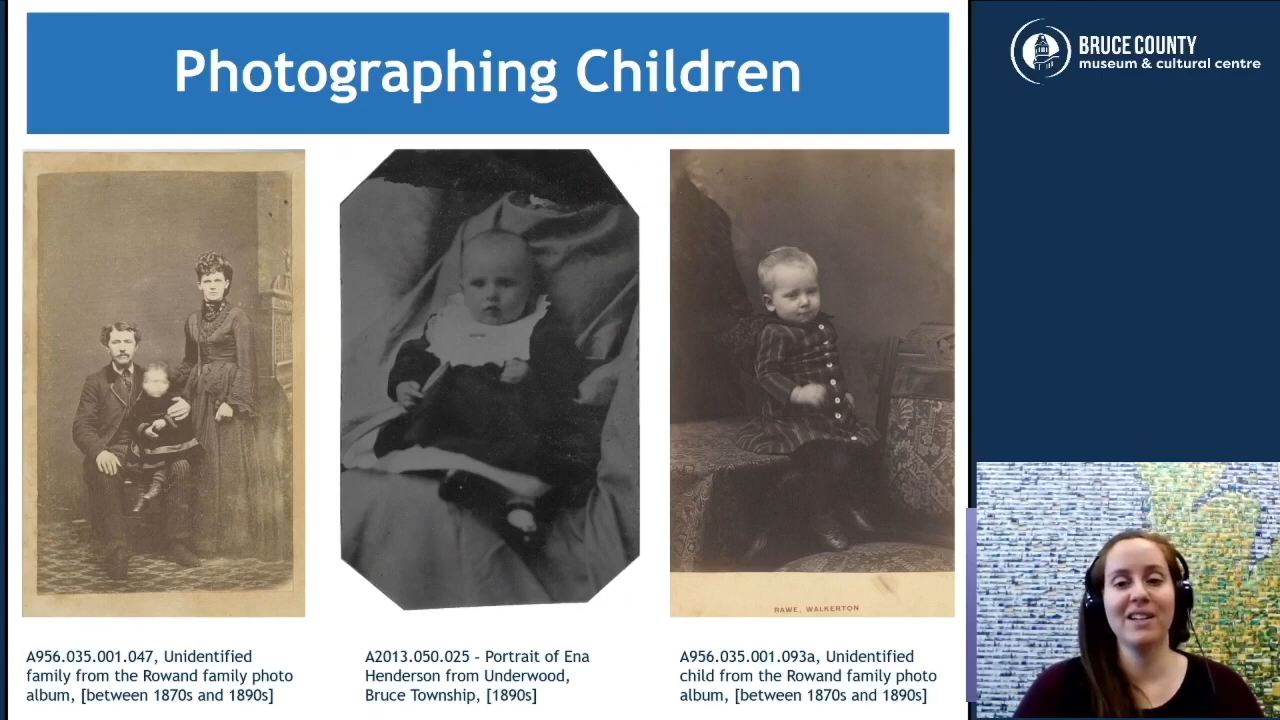 Photographing Children
BRUCE COUNTY
museum & cultural centre
RAWE, WALKERTON
A956.035.001.047, Unidentified
family from the Rowand family photo
album, [between 1870s and 1890s]
A2013.050.025 - Portrait of Ena
Henderson from Underwood,
Bruce Township, [1890s]
A956.035.001.093a, Unidentified
child from the Rowand family photo
album, [between 1870s and 1890s]